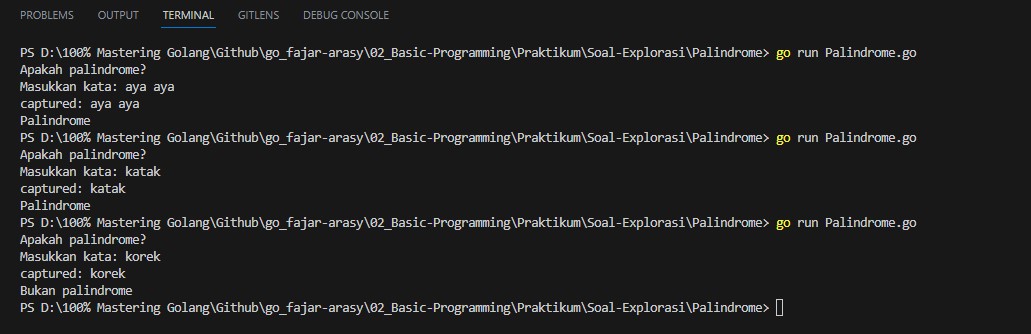 PROBLEMS OUTPUT TERMINAL GITLENS DEBUG CONSOLE
PS D:\100% Mastering Golang\Github\go_fajar-arasy\02_Basic-Programming\Praktikum\Soal-Explorasi\Palindrome> go run Palindrome.go
Apakah palindrome?
Masukkan kata: aya aya
captured: aya aya
Palindrome
PS D:\100% Mastering Golang\Github\go_fajar-arasy\02_Basic-Programming\Praktikum\Soal-Explorasi\Palindrome> go run Palindrome.go
Apakah palindrome?
Masukkan kata: katak
captured: katak
Palindrome
PS D:\100% Mastering Golang\Github\go_fajar-arasy\02_Basic-Programming\Praktikum\Soal-Explorasi\Palindrome> go run Palindrome.go
Apakah palindrome?
Masukkan kata: korek
captured: korek
Bukan palindrome
PS D:\100% Mastering Golang\Github\go_fajar-arasy\02_Basic-Programming\Praktikum\Soal-Explorasi\Palindrome>